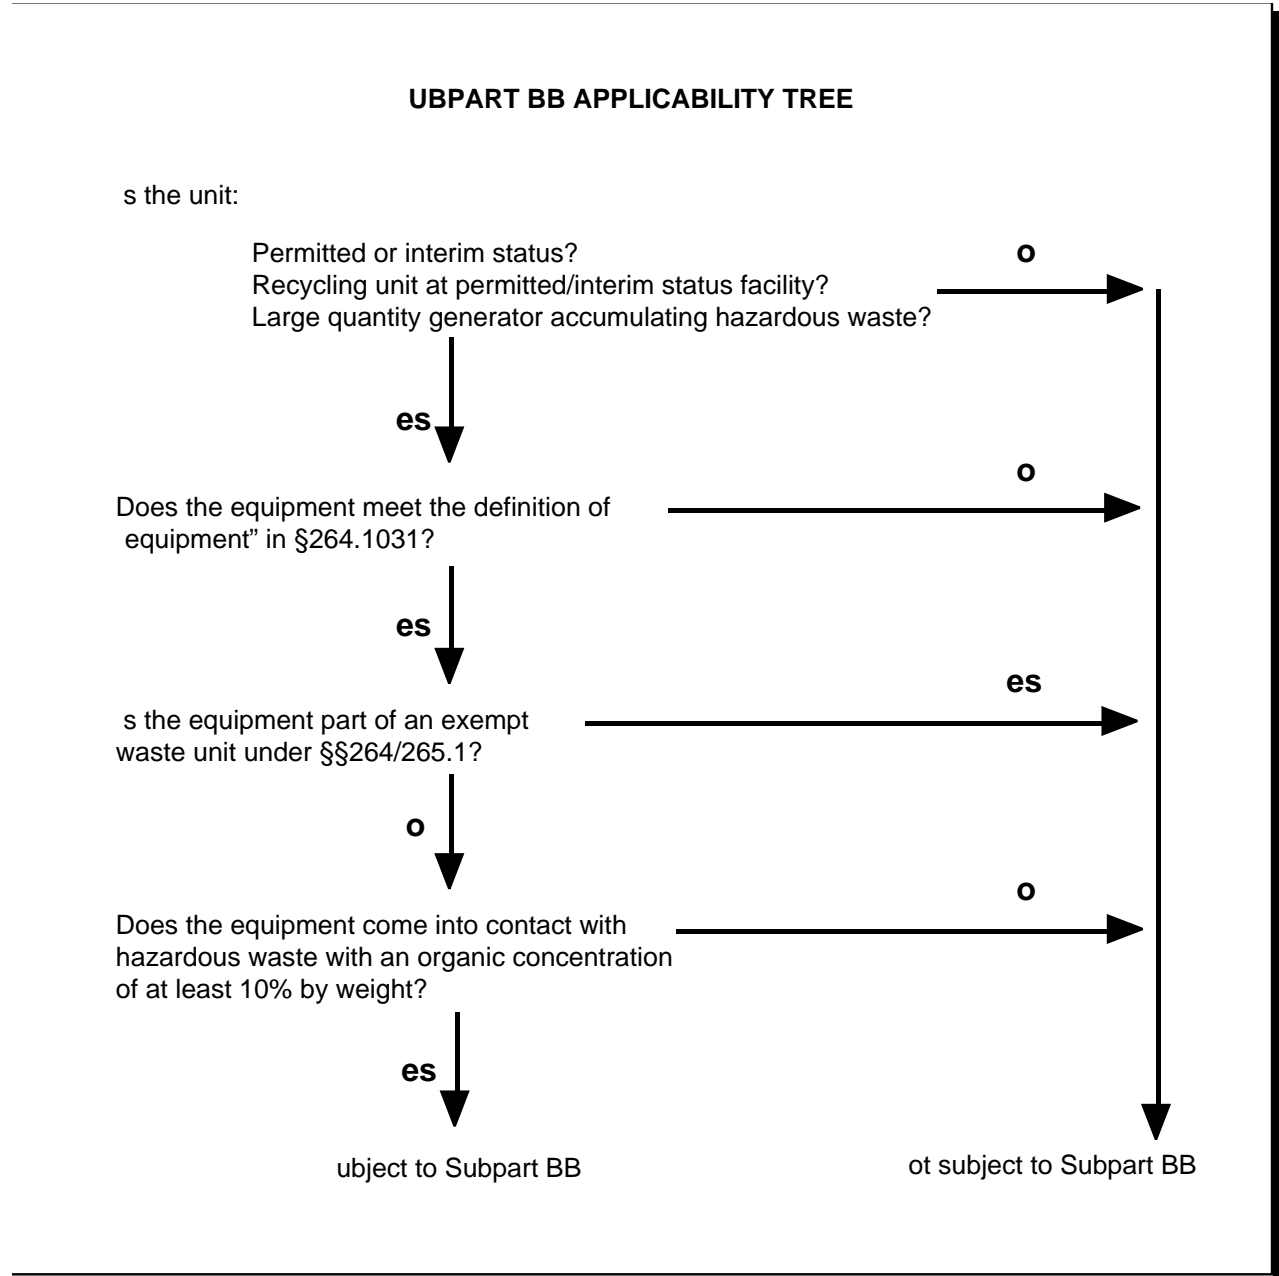 UBPART BB APPLICABILITY TREE
s the unit:
Permitted or interim status?
o
Recycling unit at permitted/interim status facility?
Large quantity generator accumulating hazardous waste?
es
o
Does the equipment meet the definition of
equipment” in §264.1031?
es
es
s the equipment part of an exempt
waste unit under §§264/265.1?
o
o
Does the equipment come into contact with
hazardous waste with an organic concentration
of at least 10% by weight?
es
ubject to Subpart BB
ot subject to Subpart BB